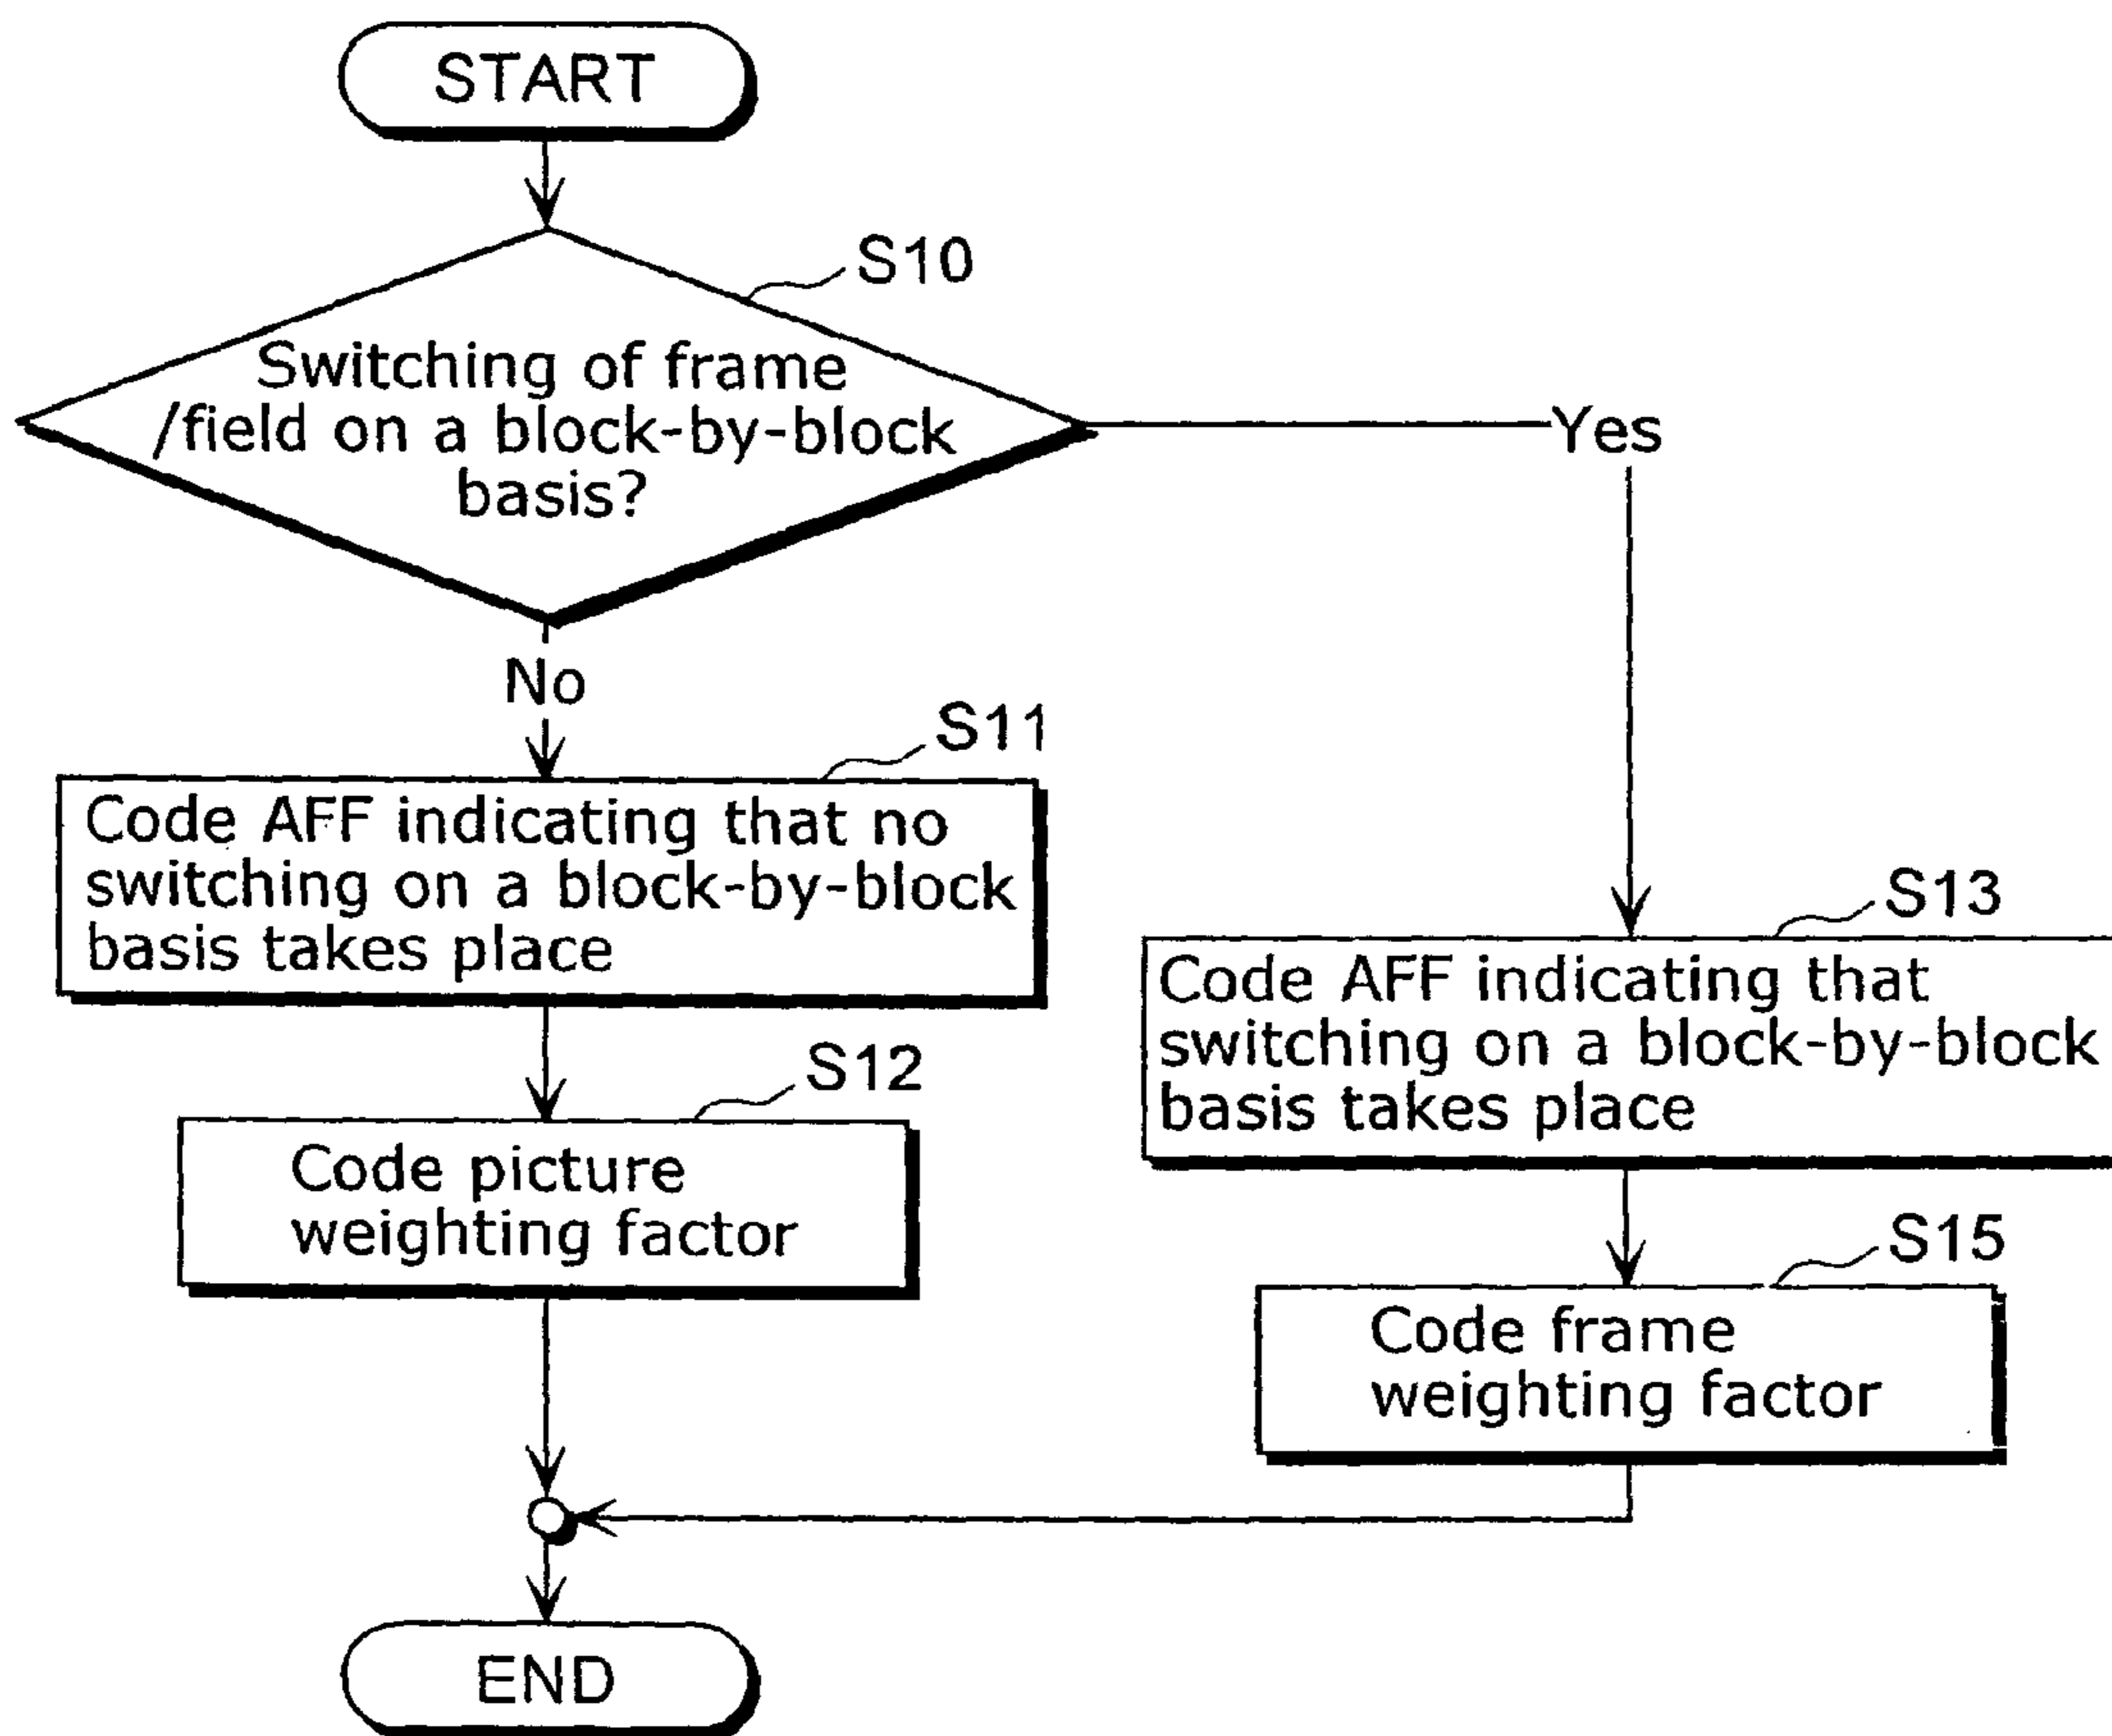 START
S10
Switching of frame
/field on a block-by-block
basis?
Yes
No
S11
Code AFF indicating that no
switching on a block-by-block
basis takes place
S13
Code AFF indicating that
switching on a block-by-block
basis takes place
S12
Code picture
weighting factor
S15
Code frame
weighting factor
END